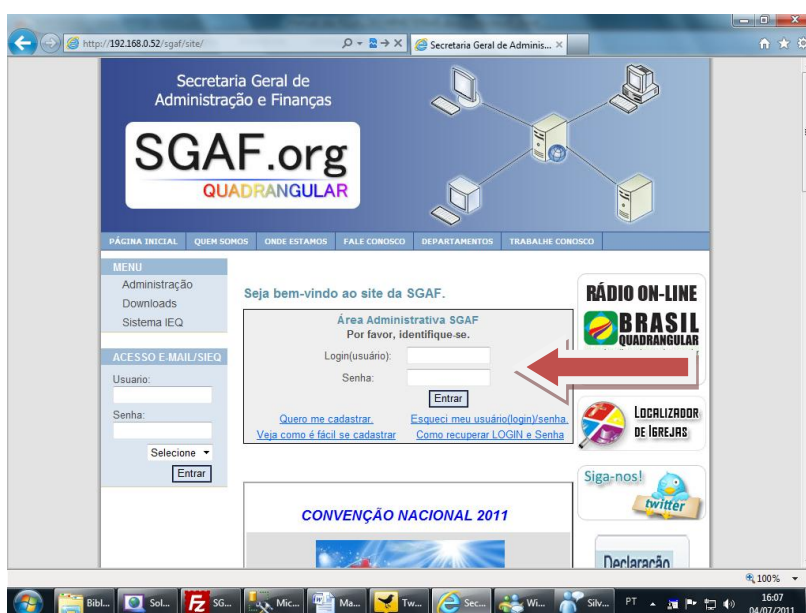 http://192.168.0.52/sgaf/site/
Secretaria Geral de Adminis...
Secretaria Geral de
Administração e Finanças
SGAF.org
QUADRANGULAR
PÁGINA INICIAL QUEM SOMOS ONDE ESTAMOS FALE CONOSCO DEPARTAMENTOS TRABALHE CONOSCO
MENU
Administração
Downloads
Sistema IEQ
ACESSO E-MAIL/SIEQ
Usuario:
Senha:
Selecione
Entrar
Seja bem-vindo ao site da SGAF.
Área Administrativa SGAF
Por favor, identifique-se.
Login(usuário):
Senha:
Entrar
Quero me cadastrar. Esqueci meu usuário(login)/senha.
Veja como é fácil se cadastrar Como recuperar LOGIN e Senha
CONVENÇÃO NACIONAL 2011
RÁDIO ON-LINE
BRASIL
QUADRANGULAR
LOCALIZADOR
DE IGREJAS
Siga-nos!
twitter
Declaração
100%
Bibl... Sol... SG... Mic... Ma... Tw... Sec... Wi... Silv... PT 16:07
04/07/2011